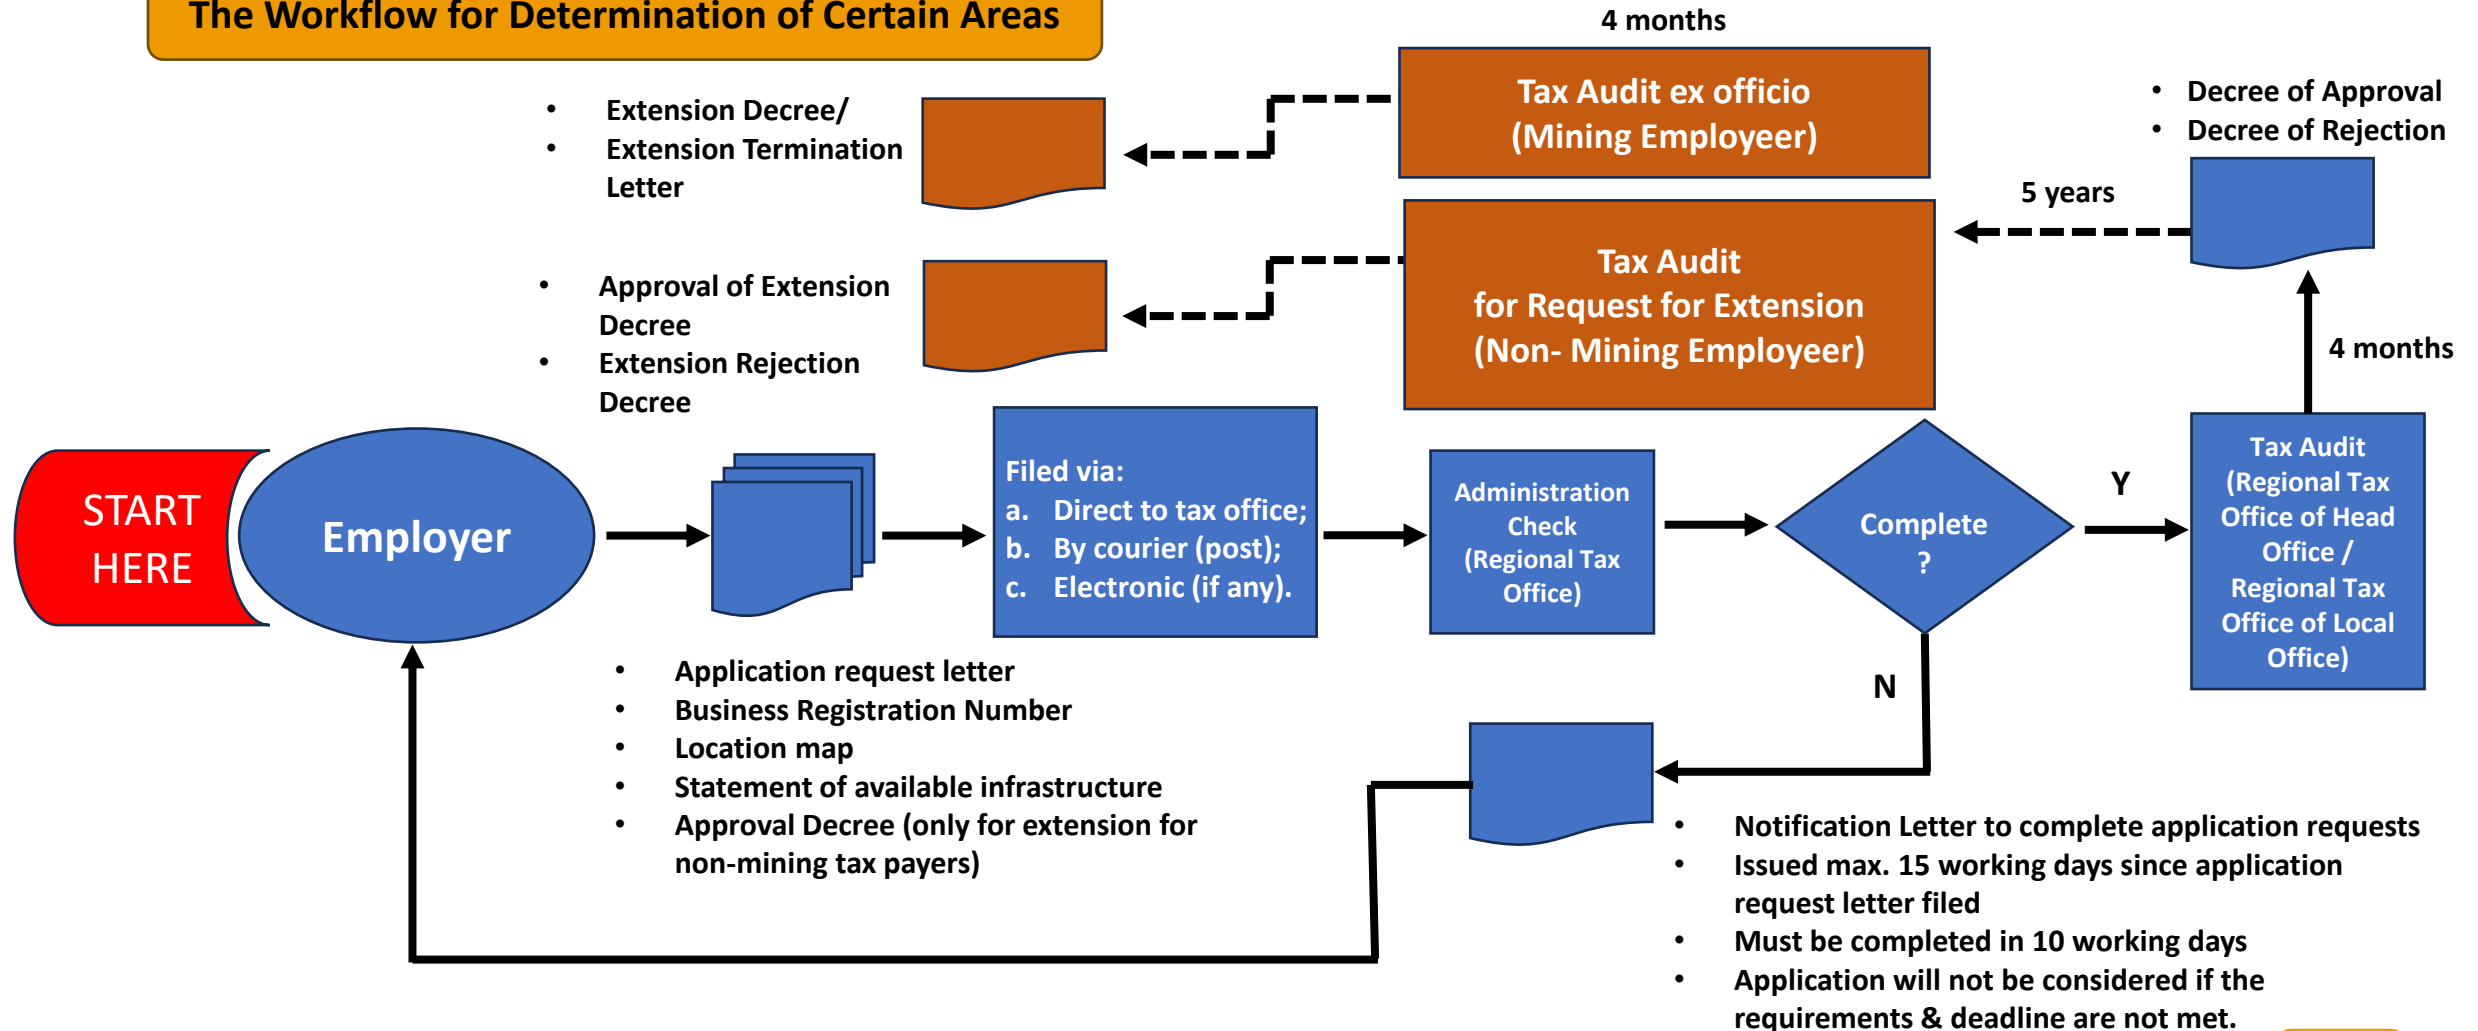 The Workflow for Determination of Certain Areas
4 months
Tax Audit ex officio
(Mining Employeer)
• Extension Decree/
• Extension Termination
Letter
• Decree of Approval
• Decree of Rejection
5 years
Tax Audit
for Request for Extension
(Non- Mining Employeer)
• Approval of Extension
Decree
• Extension Rejection
Decree
4 months
START
HERE
Employer
Filed via:
a. Direct to tax office;
b. By courier (post);
c. Electronic (if any).
Administration
Check
(Regional Tax
Office)
Complete
?
Y
Tax Audit
(Regional Tax
Office of Head
Office /
Regional Tax
Office of Local
Office)
N
• Application request letter
• Business Registration Number
• Location map
• Statement of available infrastructure
• Approval Decree (only for extension for
non-mining tax payers)
• Notification Letter to complete application requests
• Issued max. 15 working days since application
request letter filed
• Must be completed in 10 working days
• Application will not be considered if the
requirements & deadline are not met.